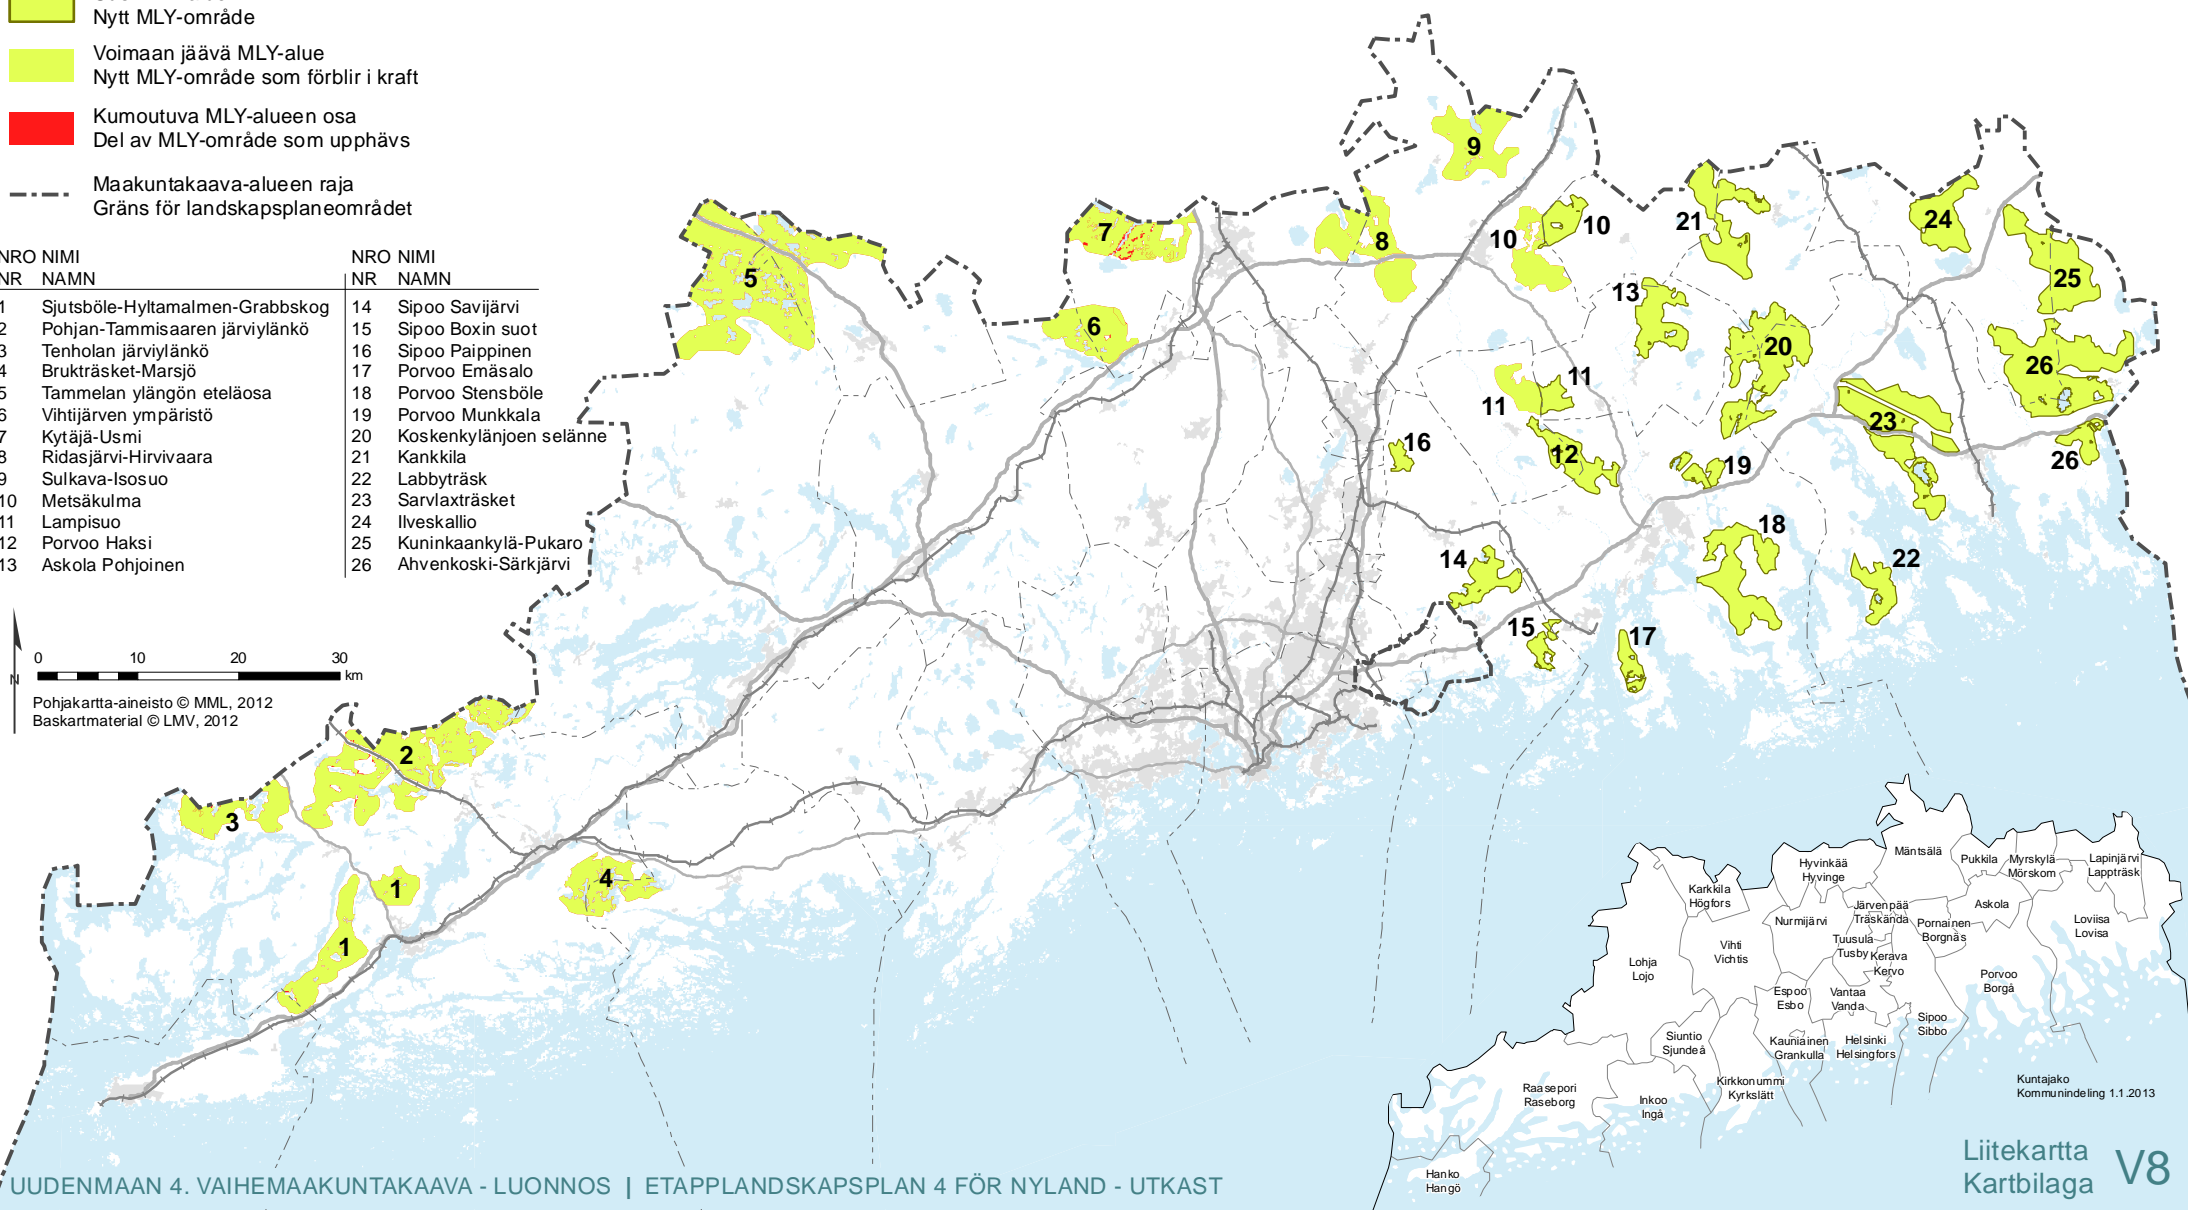 Nytt MLY-område
Voimaan jäävä MLY-alue
Nytt MLY-område som förblir i kraft
Kumoutuva MLY-alueen osa
Del av MLY-område som upphävs
Maakuntakaava-alueen raja
Gräns för landskapsplaneområdet
NRO NIMI
NR NAMN
1 Sjutsböle-Hyltamalmen-Grabbskog
2 Pohjan-Tammisaaren järviylänkö
3 Tenholan järviylänkö
4 Brukträsket-Marsjö
5 Tammelan ylängön eteläosa
6 Vihtijärven ympäristö
7 Kytäjä-Usmi
8 Ridasjärvi-Hirvivaara
9 Sulkava-Isosuo
10 Metsäkulma
11 Lampisuo
12 Porvoo Haksi
13 Askola Pohjoinen
NRO NIMI
NR NAMN
14 Sipoo Savijärvi
15 Sipoo Boxin suot
16 Sipoo Paippinen
17 Porvoo Emäsalo
18 Porvoo Stensböle
19 Porvoo Munkkala
20 Koskenkylänjoen selänne
21 Kankkila
22 Labbyträsk
23 Sarvlaxträsket
24 Ilveskallio
25 Kuninkaankylä-Pukaro
26 Ahvenkoski-Särkjärvi
0 10 20 30
km
N
Pohjakartta-aineisto © MML, 2012
Baskartmaterial © LMV, 2012
9
5
7
8
10
10
21
24
25
6
13
20
26
11
11
23
16
12
19
26
18
14
22
15
17
2
3
1
4
1
Mäntsälä
Hyvinkää
Hyvinge
Pukkila
Myrskylä
Mörskom
Lapinjärvi
Lappträsk
Karkkila
Högfors
Järvenpää
Träskända
Askola
Nurmijärvi
Pornainen
Borgnäs
Loviisa
Lovisa
Vihti
Vichtis
Tuusula
Tusby
Kerava
Kervo
Lohja
Lojo
Porvoo
Borgå
Espoo
Esbo
Vantaa
Vanda
Sipoo
Sibbo
Siuntio
Sjundeå
Kauniainen
Grankulla
Helsinki
Helsingfors
Kirkkonummi
Kyrkslätt
Raasepori
Raseborg
Inkoo
Ingå
Hanko
Hangö
Kuntajako
Kommunindeling 1.1.2013
Liitekartta
Kartbilaga
V8
UUDENMAAN 4. VAIHEMAAKUNTAKAAVA - LUONNOS | ETAPPLANDSKAPSPLAN 4 FÖR NYLAND - UTKAST